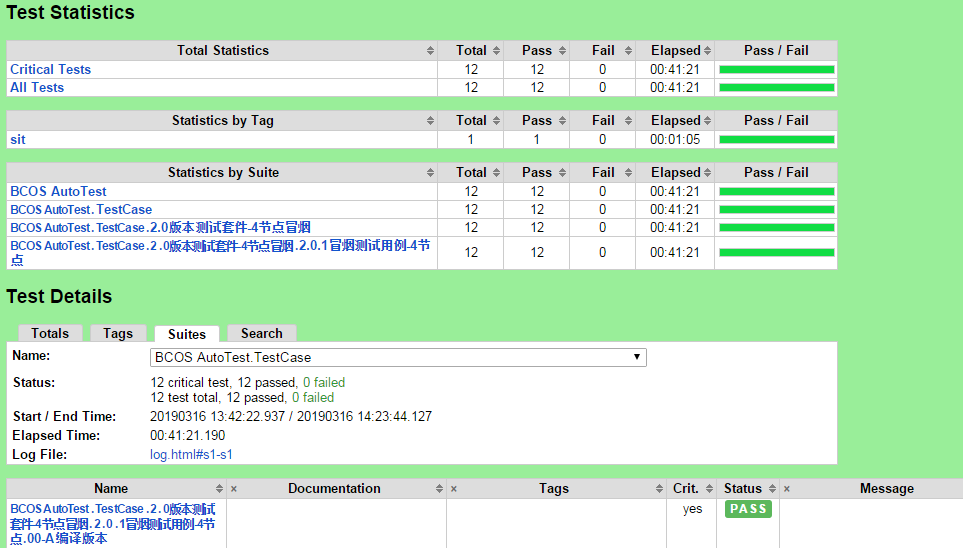 Test Statistics
Total Statistics Total Pass Fail Elapsed Pass / Fail
Critical Tests 12 12 0 00:41:21
All Tests 12 12 0 00:41:21
Statistics by Tag Total Pass Fail Elapsed Pass / Fail
sit 1 1 0 00:01:05
Statistics by Suite Total Pass Fail Elapsed Pass / Fail
BCOS AutoTest 12 12 0 00:41:21
BCOS AutoTest.TestCase 12 12 0 00:41:21
BCOS AutoTest.TestCase.2.0版本测试套件-4节点冒烟 12 12 0 00:41:21
BCOS AutoTest.TestCase.2.0版本测试套件-4节点冒烟.2.0.1冒烟测试用例-4节
点 12 12 0 00:41:21
Test Details
Totals Tags Suites Search
Name: BCOS AutoTest.TestCase
Status: 12 critical test, 12 passed, 0 failed
12 test total, 12 passed, 0 failed
Start / End Time: 20190316 13:42:22.937 / 20190316 14:23:44.127
Elapsed Time: 00:41:21.190
Log File: log.html#s1-s1
Name × Documentation × Tags Crit. Status × Message
BCOS AutoTest.TestCase.2.0版本测试 yes PASS
套件-4节点冒烟.2.0.1冒烟测试用例-4节
点.00-A编译版本